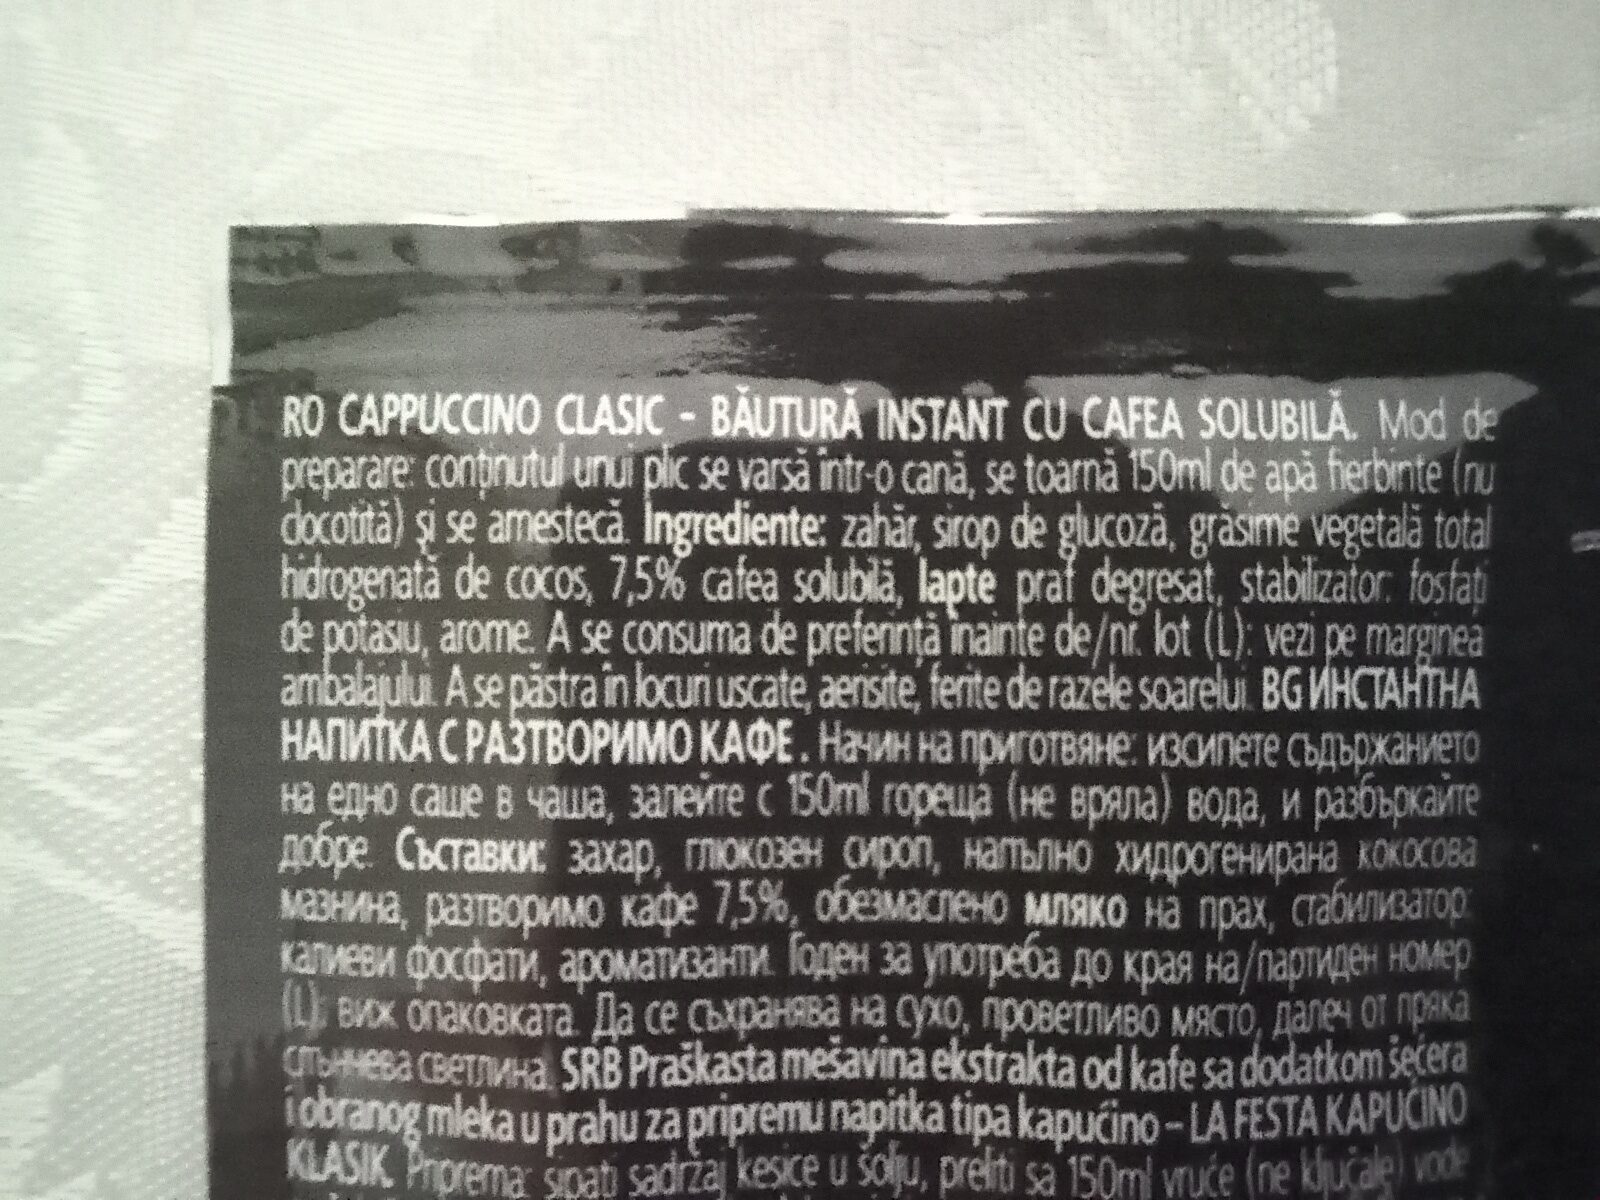 RO CAPPUCCINO CLASIC - BĂUTURĂ INSTANT CU CAFEA SOLUBILĂ. Mod de
preparare: conținutul unui plic se varsă într-o cană, se toarnă 150ml de apă fierbinte (nu
clocotită) și se amestecă. Ingrediente: zahăr, sirop de glucoză, grăsime vegetală total
hidrogenată de cocos, 7,5% cafea solubilă, lapte praf degresat, stabilizator: fosfați
de potasiu, arome. A se consuma de preferință înainte de/nr. lot (L): vezi pe marginea
ambalajului. A se păstra în locuri uscate, aerisite, ferite de razele soarelui. BG ИНСТАНТНА
НАПИТКА С РАЗТВОРИМО КАФЕ. Начин на приготвяне: изсипете съдържанието
на едно саше в чаша, залейте с 150ml гореща (не вряла) вода, и разбъркайте
добре. Съставки: захар, глюкозен сироп, напълно хидрогенирана кокосова
мазнина, разтворимо кафе 7,5%, обезмаслено мляко на прах, стабилизатор:
калиеви фосфати, ароматизанти. Годен за употреба до края на/партиден номер
(L): виж опаковката. Да се съхранява на сухо, проветливо място, далеч от пряка
слънчева светлина. SRB Praškasta mešavina ekstrakta od kafe sa dodatkom šećera
i obranog mleka u prahu za pripremu napitka tipa kapućino – LA FESTA KAPUĆINO
KLASIK. Priprema: sipati sadržaj kesice u šolju, preliti sa 150ml vruće (ne ključale) vode